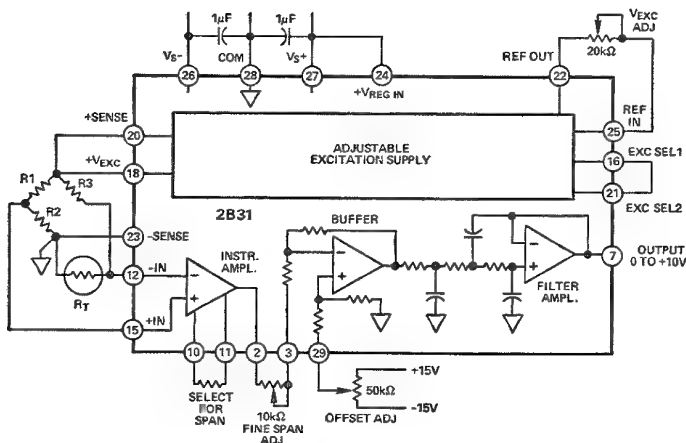 1μF
1μF
VS-
COM
VS+
VEXC
ADJ
20kΩ
REF OUT
26
28
27
24
22
+VREG IN
+SENSE
20
REF
IN
25
ADJUSTABLE
EXCITATION SUPPLY
EXC SEL1
16
+VEXC
18
R1
R3
21
EXC SEL2
R2
2B31
BUFFER
23
-SENSE
INSTR.
AMPL.
7
OUTPUT
0 TO +10V
12
-IN
FILTER
AMPL.
RT
15
+IN
10
11
2
3
29
SELECT
FOR
SPAN
10kΩ
FINE SPAN
ADJ
+15V
50kΩ
-15V
OFFSET ADJ